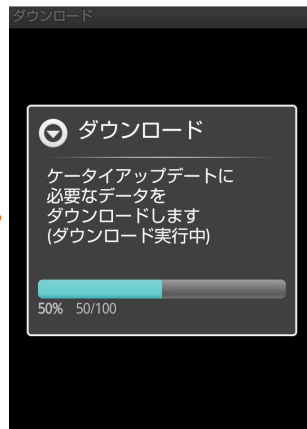 ダウンロード
ダウンロード
ケータイアップデートに
必要なデータを
ダウンロードします
(ダウンロード実行中)
50% 50/100